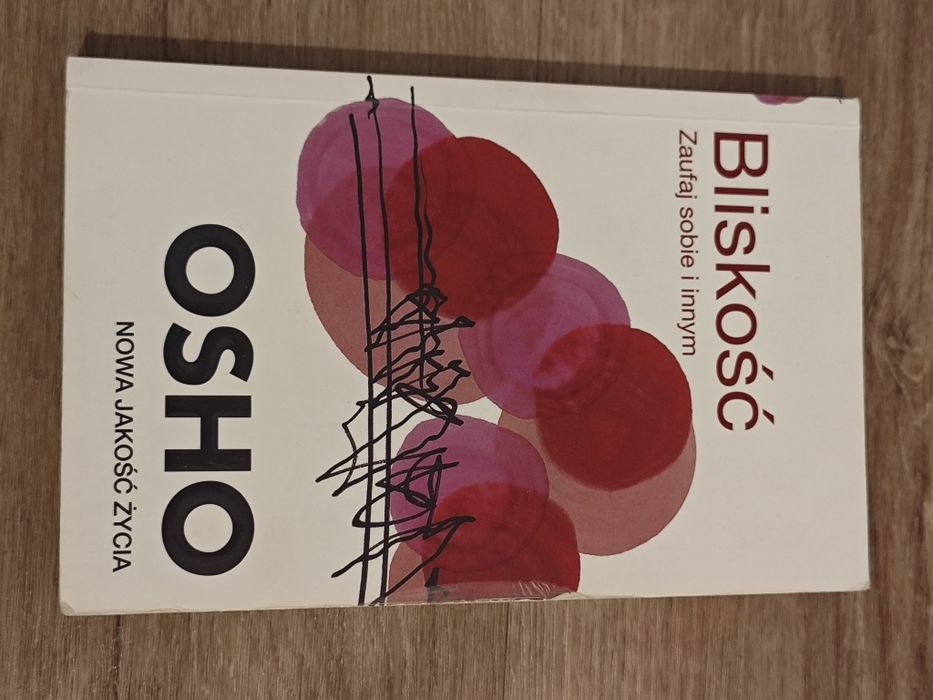 Bliskość
Zaufaj sobie i innym
OSHO
NOWA JAKOŚĆ ŻYCIA